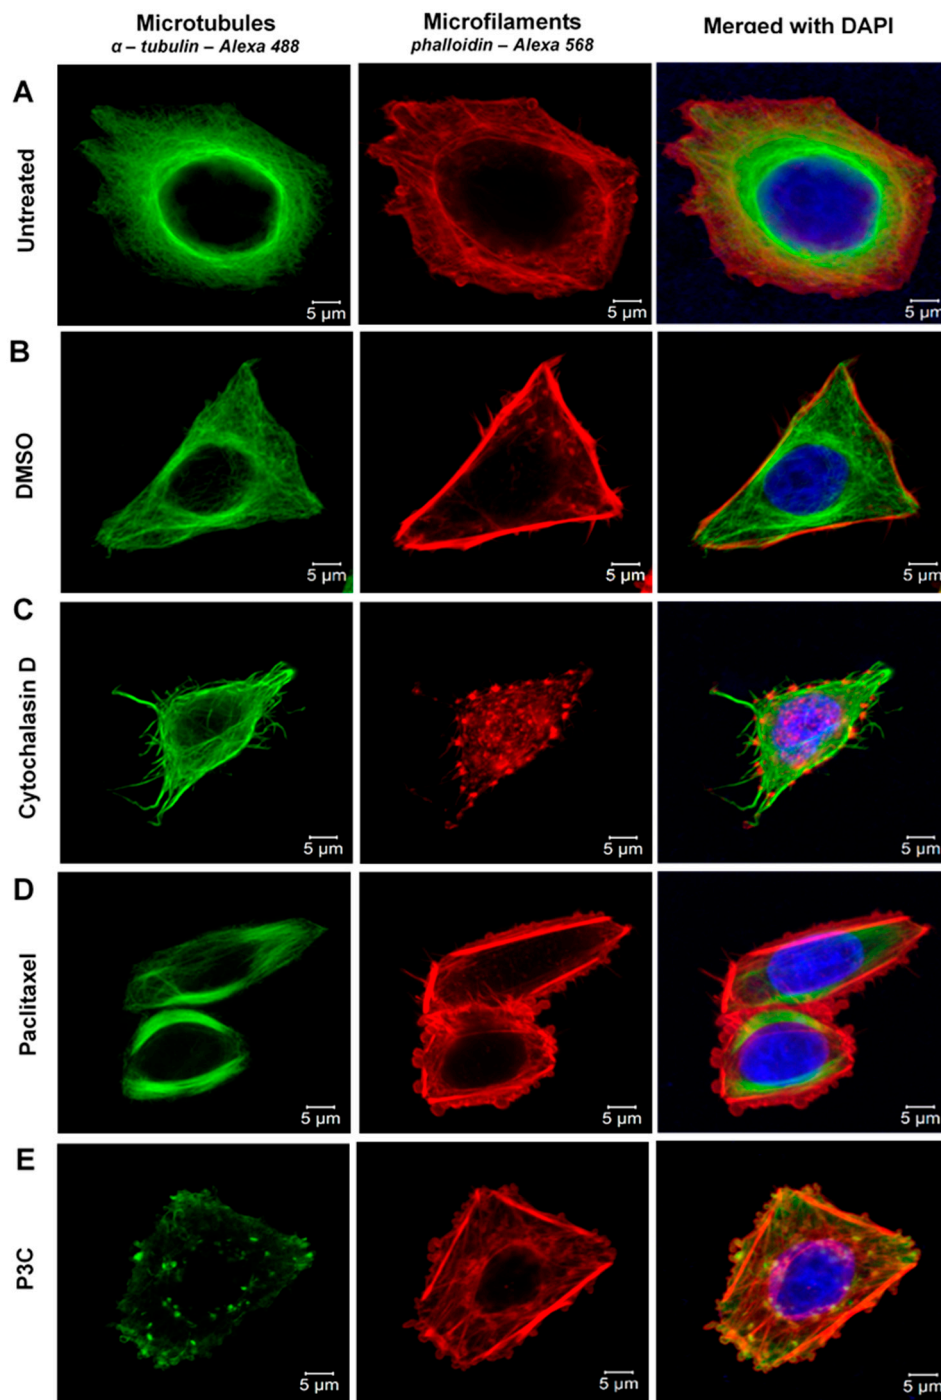 Microtubules
α – tubulin – Alexa 488
Microfilaments
phalloidin – Alexa 568
Merged with DAPI
A
Untreated
5 µm
5 µm
5 µm
B
DMSO
5 µm
5 µm
5 µm
C
Cytochalasin D
5 µm
5 µm
5 µm
D
Paclitaxel
5 µm
5 µm
5 µm
E
P3C
5 µm
5 µm
5 µm